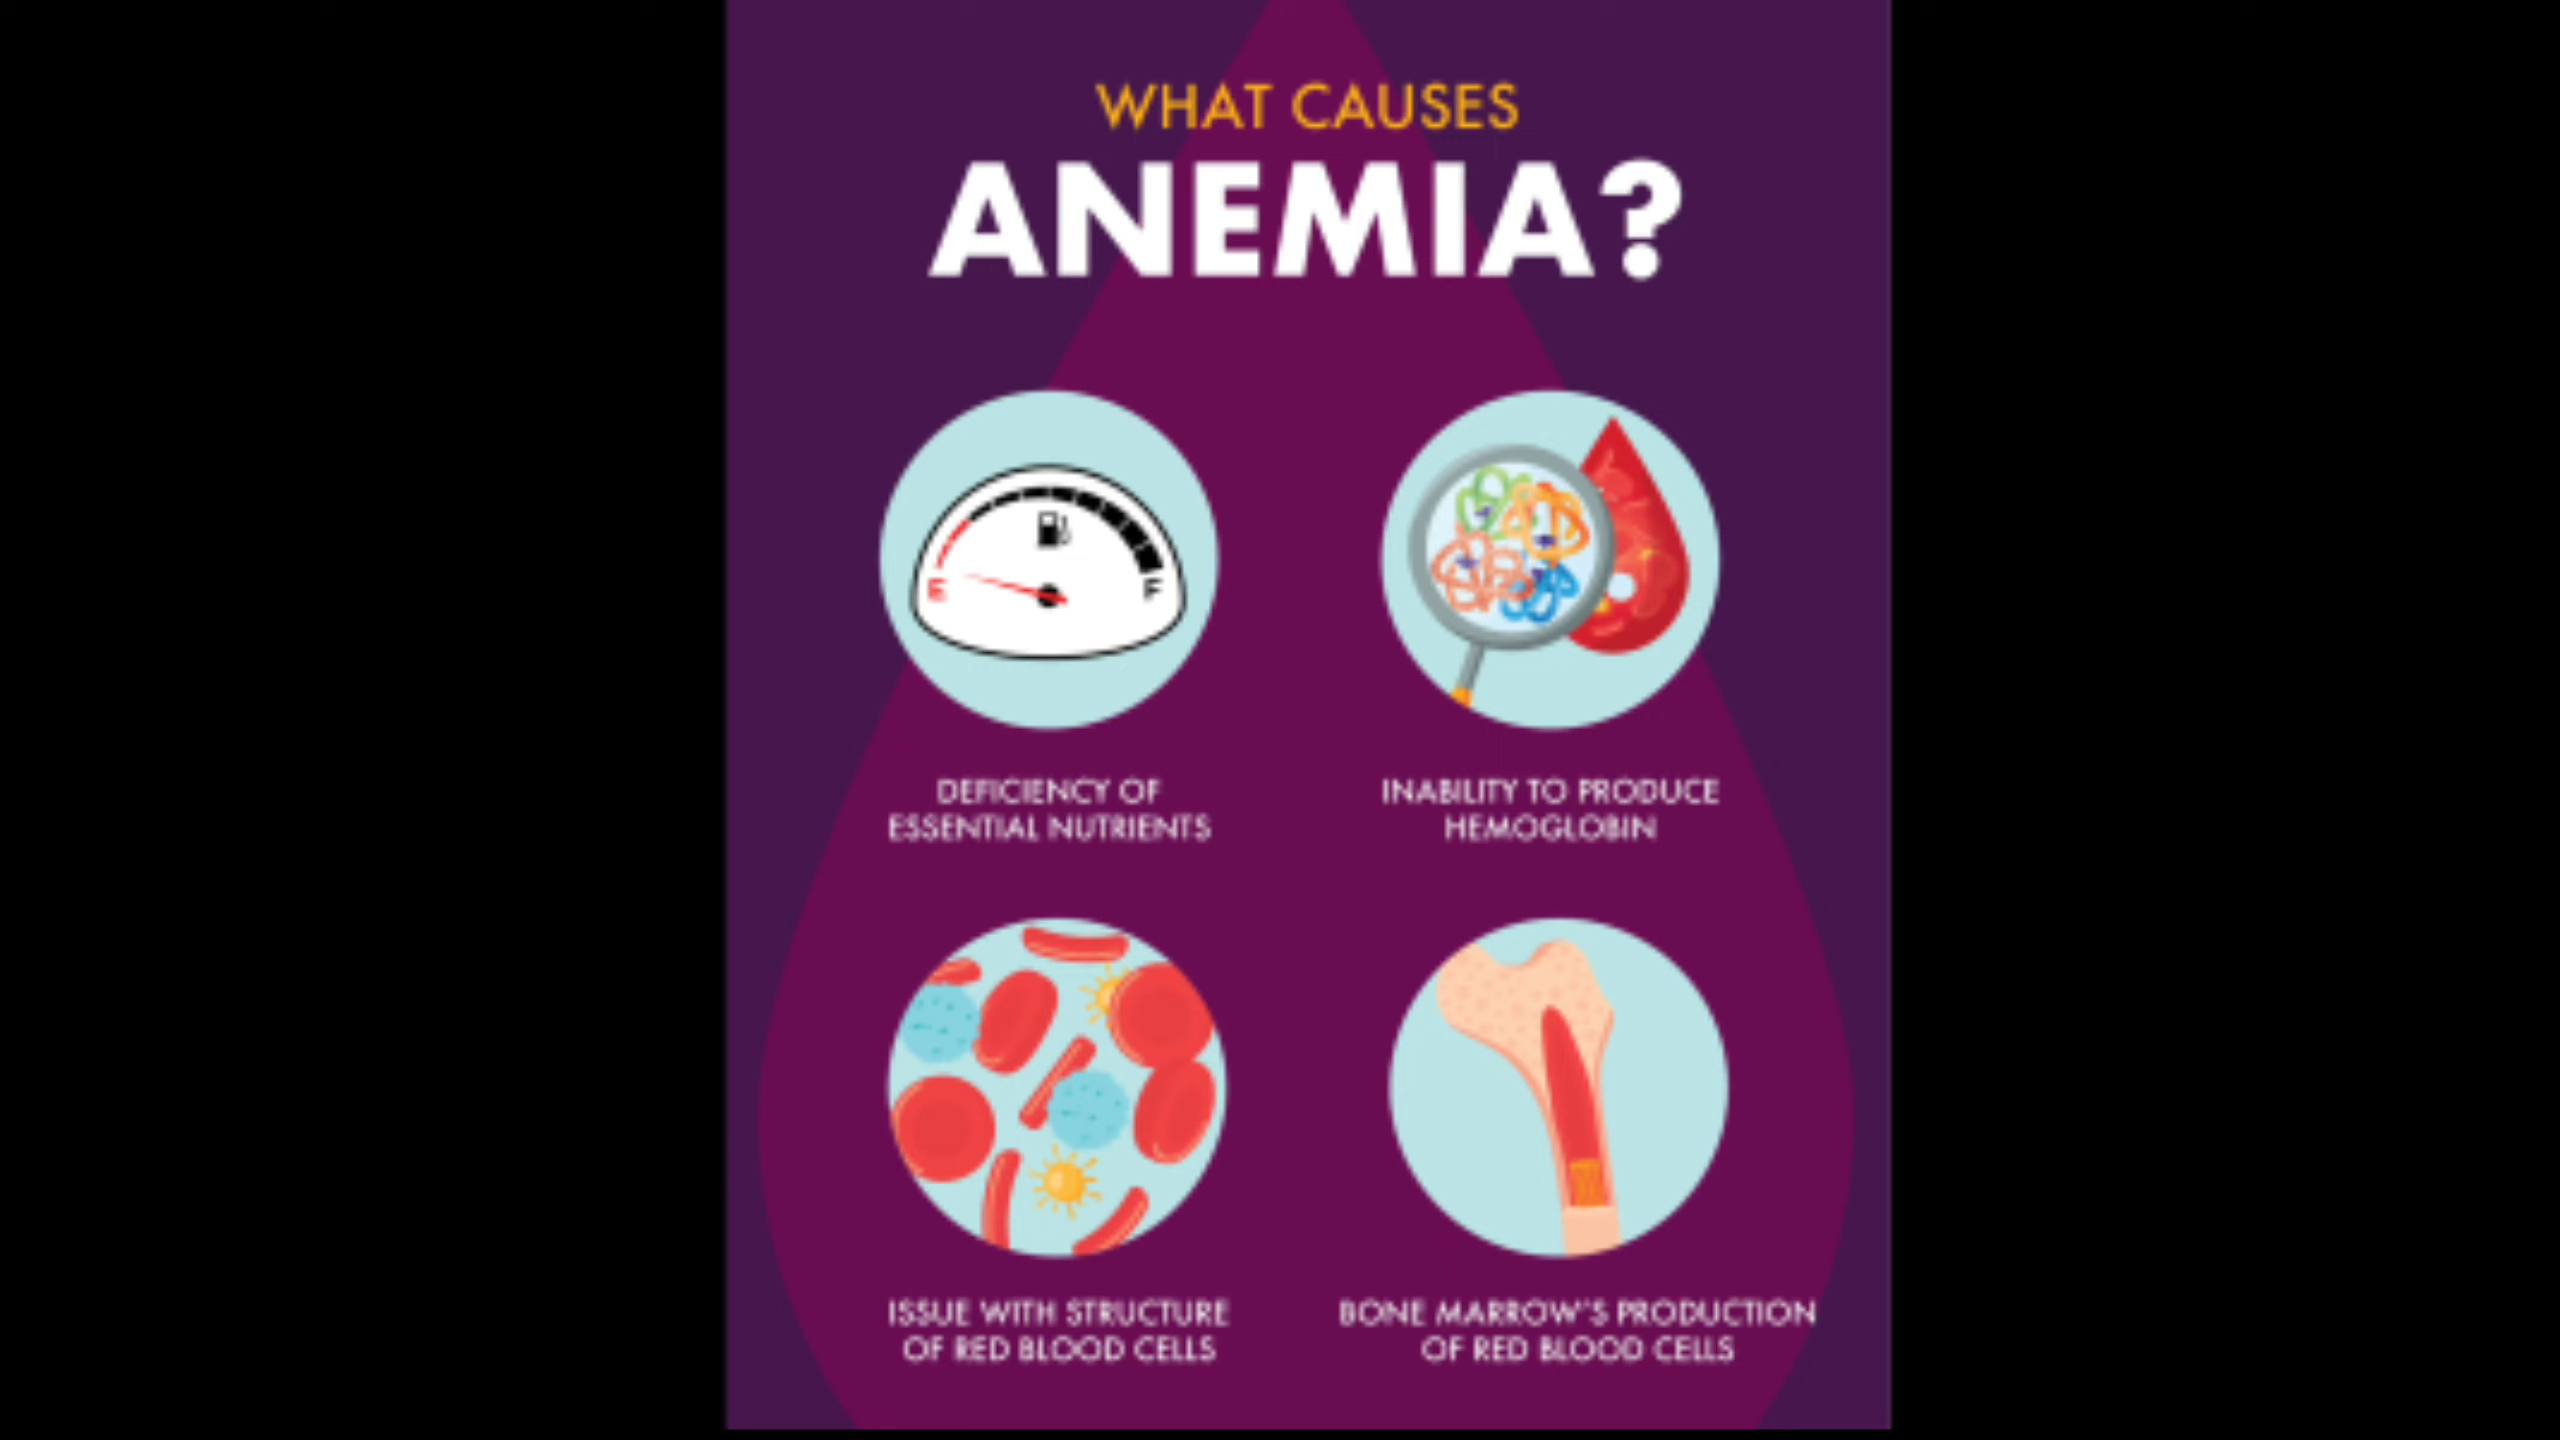 WHAT CAUSES
ANEMIA?
E
F
DEFICIENCY OF
ESSENTIAL NUTRIENTS
INABILITY TO PRODUCE
HEMOGLOBIN
ISSUE WITH STRUCTURE
OF RED BLOOD CELLS
BONE MARROW'S PRODUCTION
OF RED BLOOD CELLS